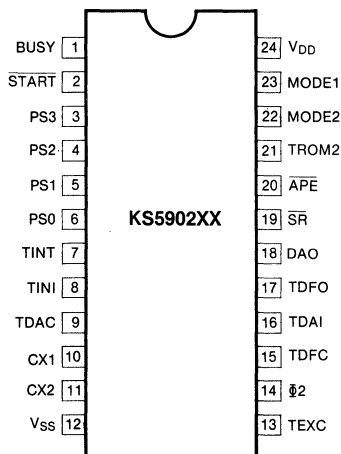 BUSY 1 24 VDD
START 2 23 MODE1
PS3 3 22 MODE2
PS2 4 21 TROM2
PS1 5 20 APE
PS0 6 KS5902XX 19 SR
TINT 7 18 DAO
TINI 8 17 TDFO
TDAC 9 16 TDAI
CX1 10 15 TDFC
CX2 11 14 Φ2
VSS 12 13 TEXC